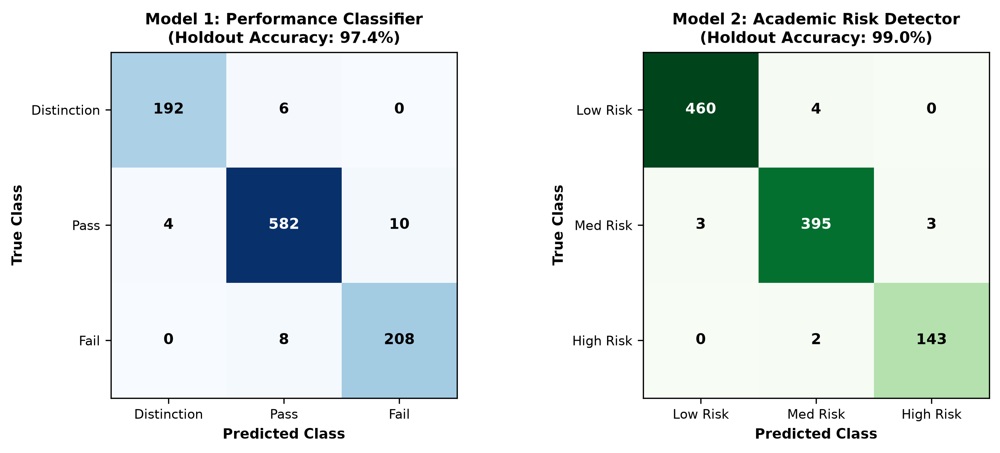 Model 1: Performance Classifier
(Holdout Accuracy: 97.4%)
True Class
Distinction 192 6 0
Pass 4 582 10
Fail 0 8 208
Distinction Pass Fail
Predicted Class
Model 2: Academic Risk Detector
(Holdout Accuracy: 99.0%)
True Class
Low Risk 460 4 0
Med Risk 3 395 3
High Risk 0 2 143
Low Risk Med Risk High Risk
Predicted Class